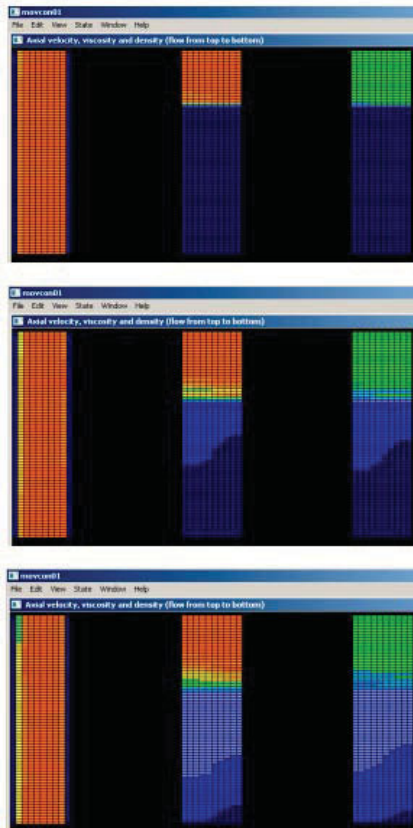 movcon01
File Edit View State Window Help
Axial velocity, viscosity and density (flow from top to bottom)
movcon01
File Edit View State Window Help
Axial velocity, viscosity and density (flow from top to bottom)
movcon01
File Edit View State Window Help
Axial velocity, viscosity and density (flow from top to bottom)